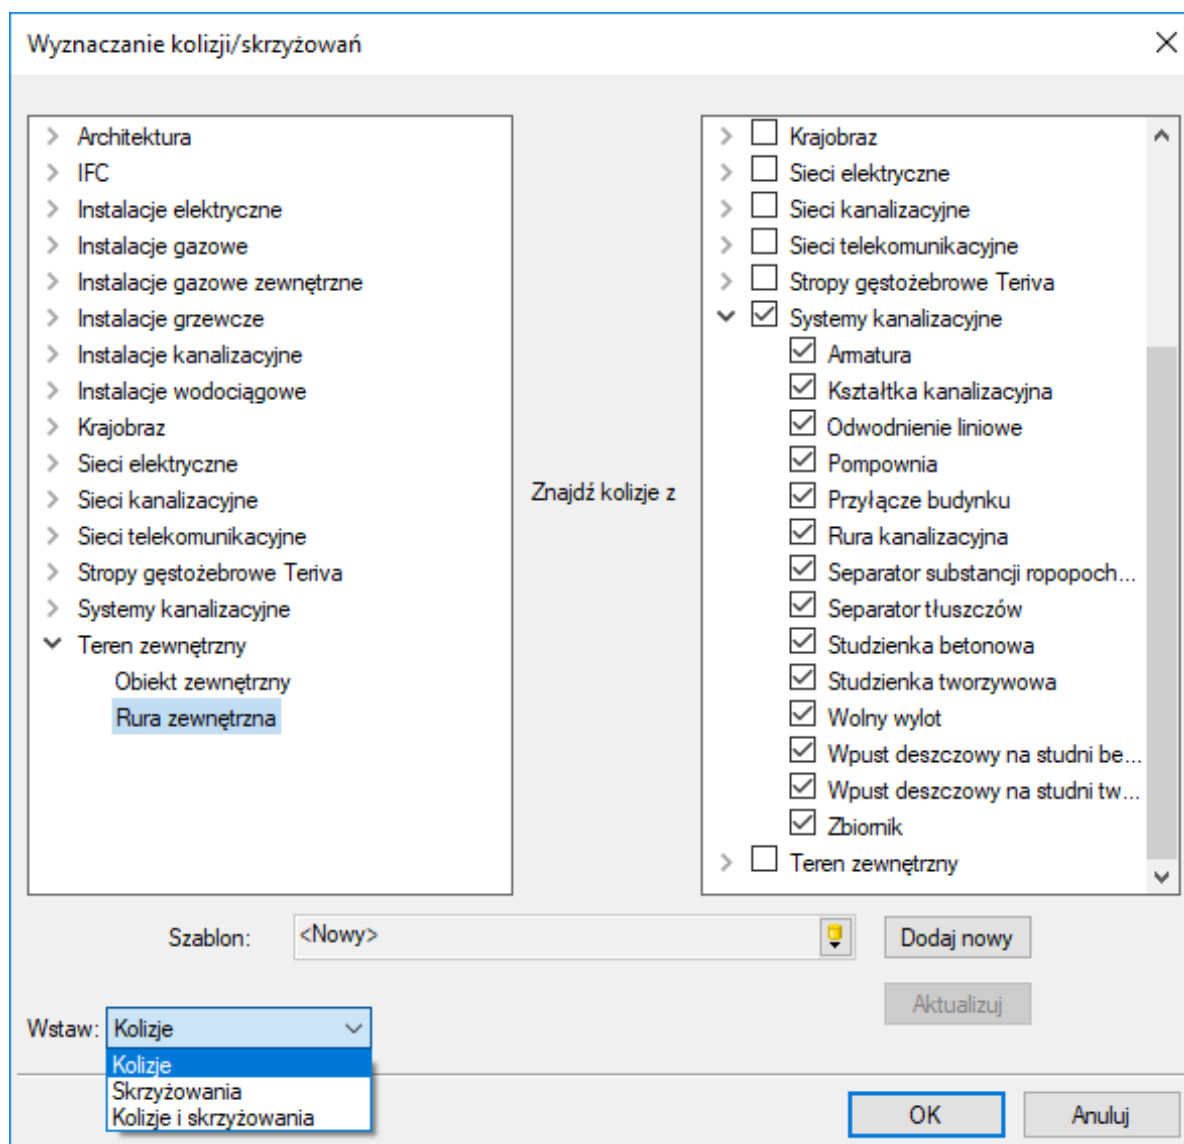 Wyznaczanie kolizji/skrzyżowań
Architektura
IFC
Instalacje elektryczne
Instalacje gazowe
Instalacje gazowe zewnętrzne
Instalacje grzewcze
Instalacje kanalizacyjne
Instalacje wodociągowe
Krajobraz
Sieci elektryczne
Sieci kanalizacyjne
Sieci telekomunikacyjne
Stropy gęstożebrowe Teriva
Systemy kanalizacyjne
Teren zewnętrzny
Obiekt zewnętrzny
Rura zewnętrzna
Znajdź kolizje z
Krajobraz
Sieci elektryczne
Sieci kanalizacyjne
Sieci telekomunikacyjne
Stropy gęstożebrowe Teriva
Systemy kanalizacyjne
Armatura
Kształtka kanalizacyjna
Odwodnienie liniowe
Pompownia
Przyłącze budynku
Rura kanalizacyjna
Separator substancji ropopoch...
Separator tłuszczów
Studzienka betonowa
Studzienka tworzywowa
Wolny wylot
Wpust deszczowy na studni be...
Wpust deszczowy na studni tw...
Zbiornik
Teren zewnętrzny
Szablon: <Nowy> Dodaj nowy
Aktualizuj
Wstaw: Kolizje
Kolizje
Skrzyżowania
Kolizje i skrzyżowania
OK Anuluj